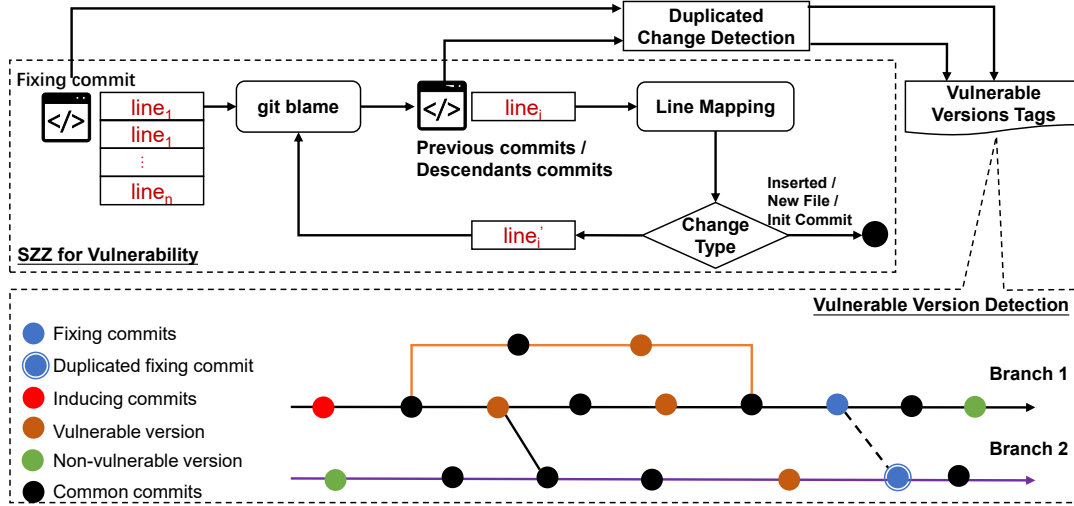 Duplicated
Change Detection
Fixing commit
</>
line1
line1
⋮
linen
git blame
</>
linei
Line Mapping
Vulnerable
Versions Tags
Previous commits /
Descendants commits
Inserted /
New File /
Init Commit
Change
Type
linei'
SZZ for Vulnerability
Vulnerable Version Detection
Fixing commits
Duplicated fixing commit
Inducing commits
Vulnerable version
Non-vulnerable version
Common commits
Branch 1
Branch 2